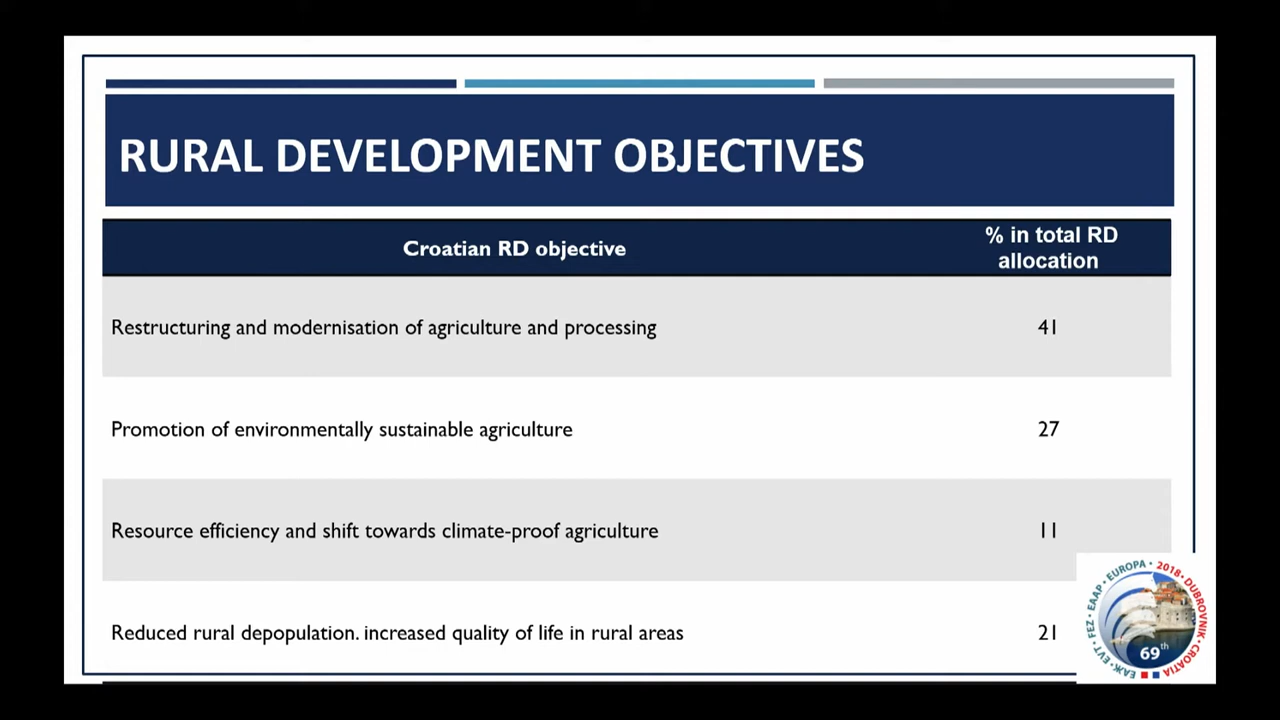 RURAL DEVELOPMENT OBJECTIVES
Croatian RD objective
% in total RD
allocation
Restructuring and modernisation of agriculture and processing
41
Promotion of environmentally sustainable agriculture
27
Resource efficiency and shift towards climate-proof agriculture
11
Reduced rural depopulation. increased quality of life in rural areas
21
ЕАЖ • EVT • FEZ • EAAP • EUROPA • 2018 • DUBROVNIK • CROATIA
69th